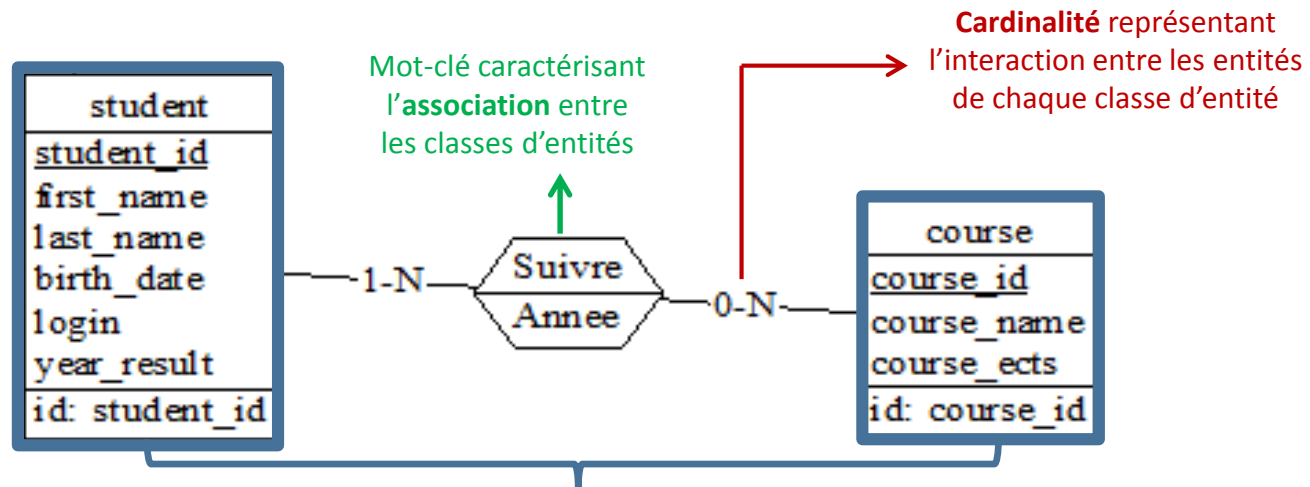 Cardinalité représentant
l'interaction entre les entités
de chaque classe d'entité
Mot-clé caractérisant
l'association entre
les classes d'entités
student
student_id
first_name
last_name
birth_date
login
year_result
id: student_id
1-N
Suivre
Annee
0-N
course
course_id
course_name
course_ects
id: course_id